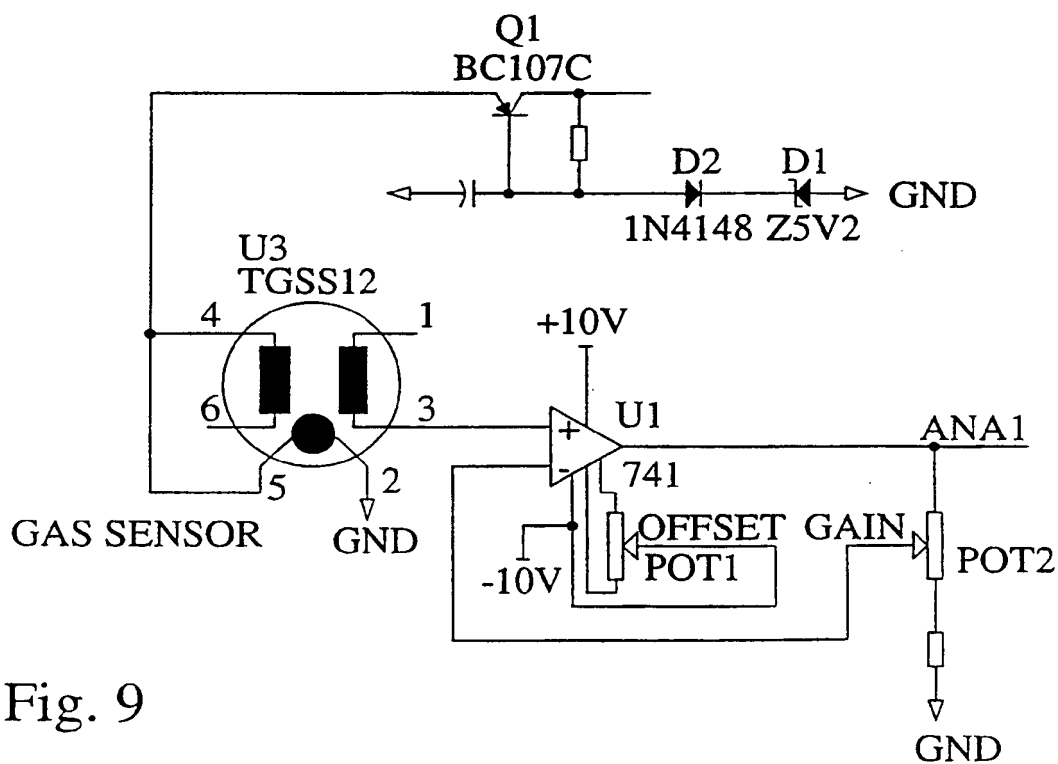 Q1
BC107C
D2
D1
GND
1N4148
Z5V2
U3
TGSS12
4
1
+10V
6
3
U1
ANA1
+
-
741
5
2
GAS SENSOR
GND
OFFSET
GAIN
-10V
POT1
POT2
Fig. 9
GND